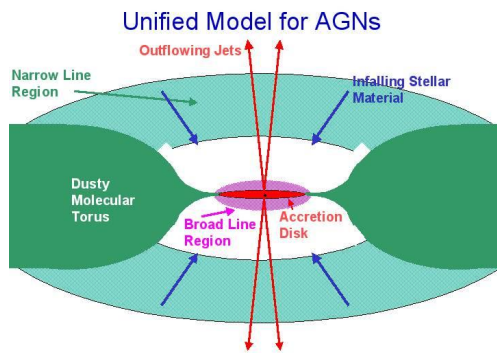 Unified Model for AGNs
Outflowing Jets
Narrow Line
Region
Infalling Stellar
Material
Dusty
Molecular
Torus
Broad Line
Region
Accretion
Disk